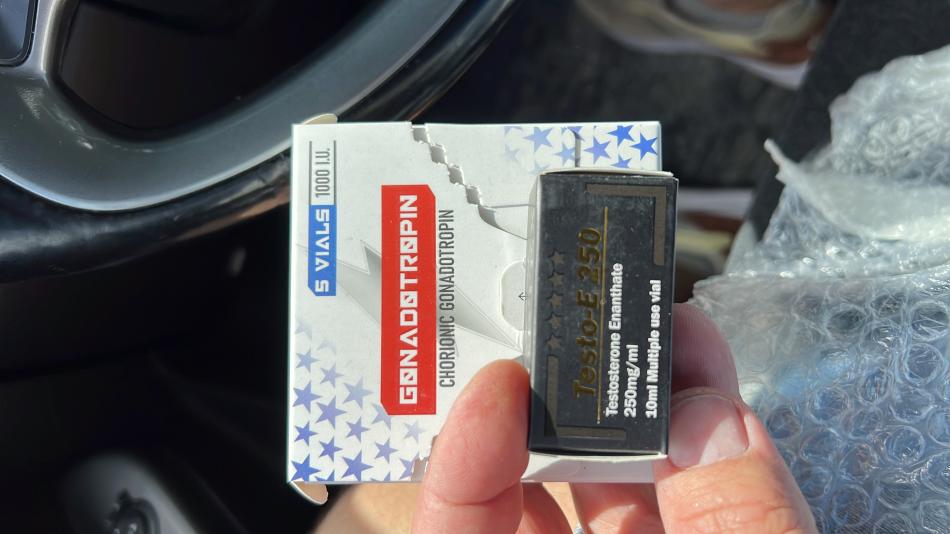 5 VIALS 1000 I.U.
GONADOTROPIN
CHORIONIC GONADOTROPIN
Testo-E 250
Testosterone Enanthate
250mg/ml
10ml Multiple use vial